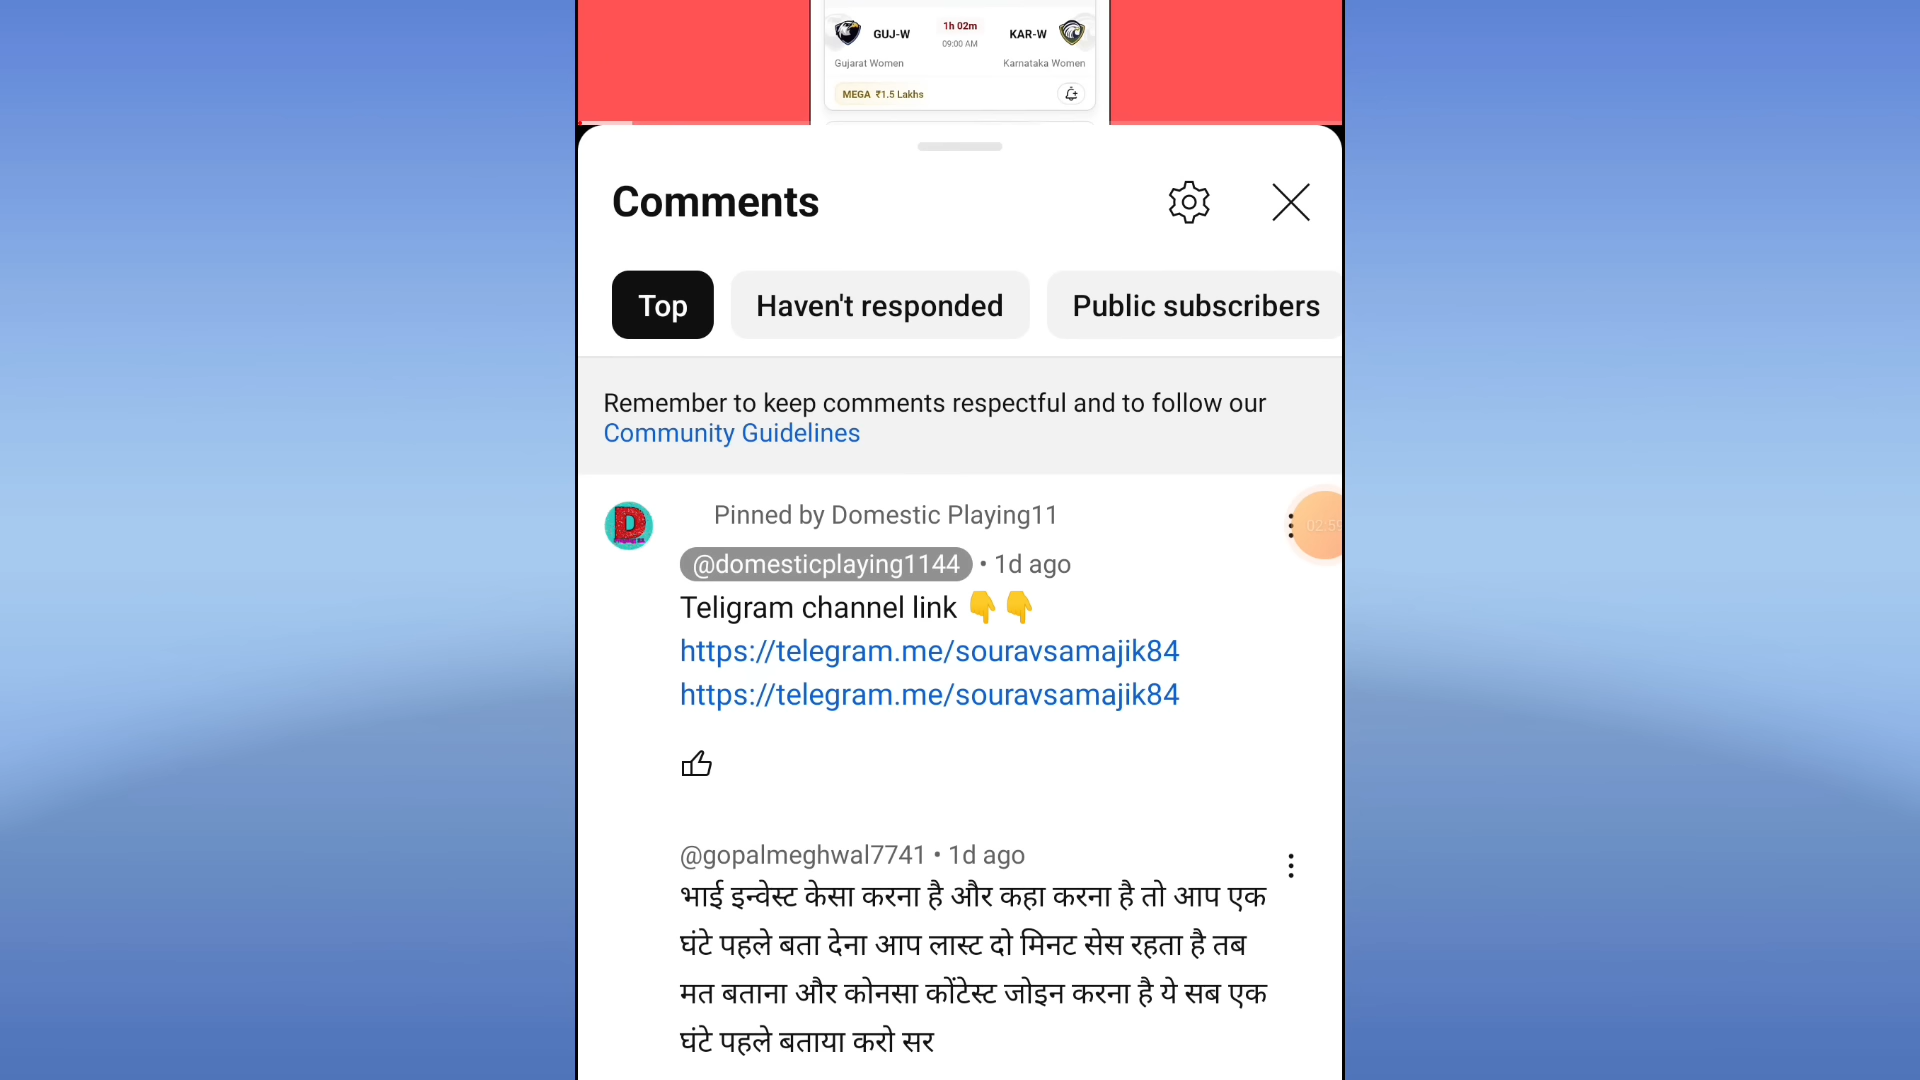 GUJ-W 1h 02m KAR-W
09:00 AM
Gujarat Women Karnataka Women
MEGA ₹1.5 Lakhs
Comments
Top Haven't responded Public subscribers
Remember to keep comments respectful and to follow our
Community Guidelines
Pinned by Domestic Playing11
@domesticplaying1144 • 1d ago
Teligram channel link 👇👇
https://telegram.me/souravsamajik84
https://telegram.me/souravsamajik84
@gopalmeghwal7741 • 1d ago
भाई इन्वेस्ट केसा करना है और कहा करना है तो आप एक
घंटे पहले बता देना आप लास्ट दो मिनट सेस रहता है तब
मत बताना और कोनसा कोंटेस्ट जोइन करना है ये सब एक
घंटे पहले बताया करो सर